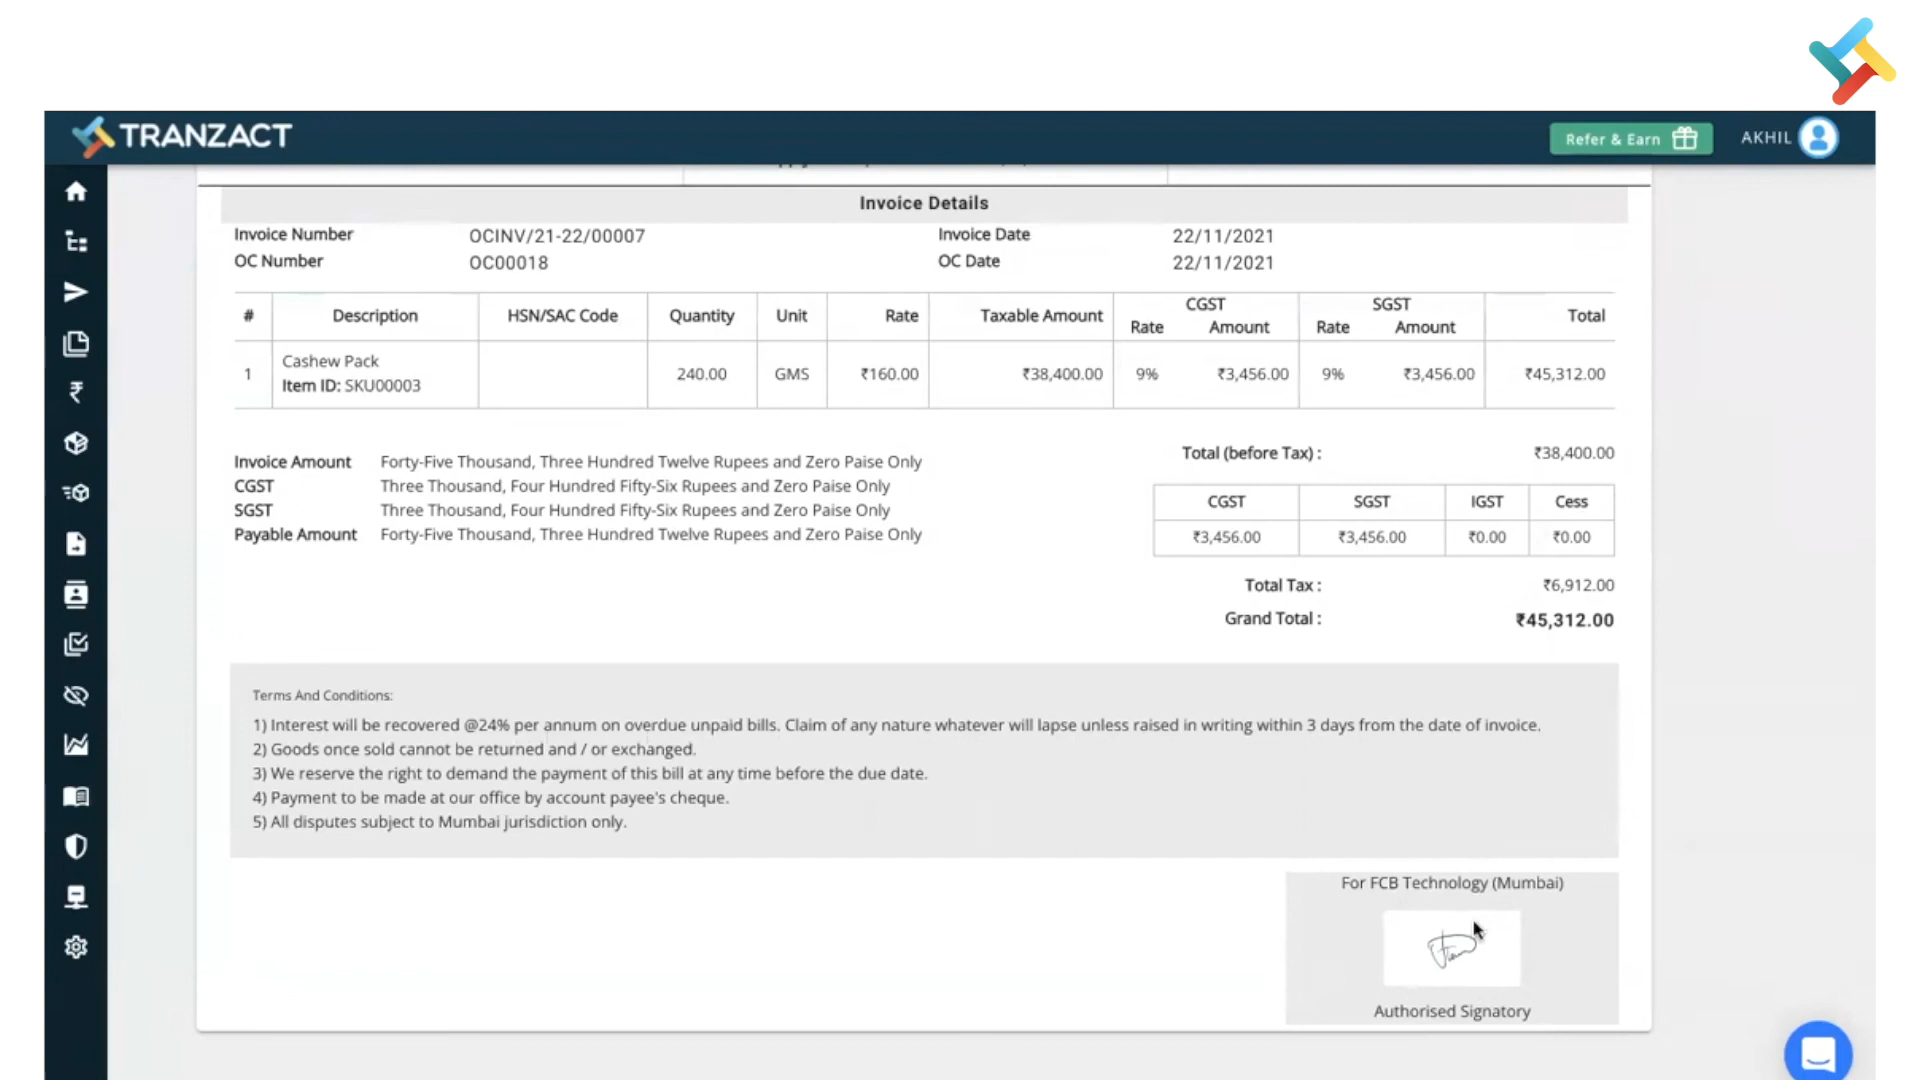 TRANZACT
Refer & Earn
AKHIL
Invoice Details
Invoice Number OCINV/21-22/00007 Invoice Date 22/11/2021
OC Number OC00018 OC Date 22/11/2021
# Description HSN/SAC Code Quantity Unit Rate Taxable Amount CGST SGST Total
Rate Amount Rate Amount
1 Cashew Pack 240.00 GMS ₹160.00 ₹38,400.00 9% ₹3,456.00 9% ₹3,456.00 ₹45,312.00
Item ID: SKU00003
Invoice Amount Forty-Five Thousand, Three Hundred Twelve Rupees and Zero Paise Only
CGST Three Thousand, Four Hundred Fifty-Six Rupees and Zero Paise Only
SGST Three Thousand, Four Hundred Fifty-Six Rupees and Zero Paise Only
Payable Amount Forty-Five Thousand, Three Hundred Twelve Rupees and Zero Paise Only
Total (before Tax) : ₹38,400.00
CGST SGST IGST Cess
₹3,456.00 ₹3,456.00 ₹0.00 ₹0.00
Total Tax : ₹6,912.00
Grand Total : ₹45,312.00
Terms And Conditions:
1) Interest will be recovered @24% per annum on overdue unpaid bills. Claim of any nature whatever will lapse unless raised in writing within 3 days from the date of invoice.
2) Goods once sold cannot be returned and / or exchanged.
3) We reserve the right to demand the payment of this bill at any time before the due date.
4) Payment to be made at our office by account payee's cheque.
5) All disputes subject to Mumbai jurisdiction only.
For FCB Technology (Mumbai)
Authorised Signatory